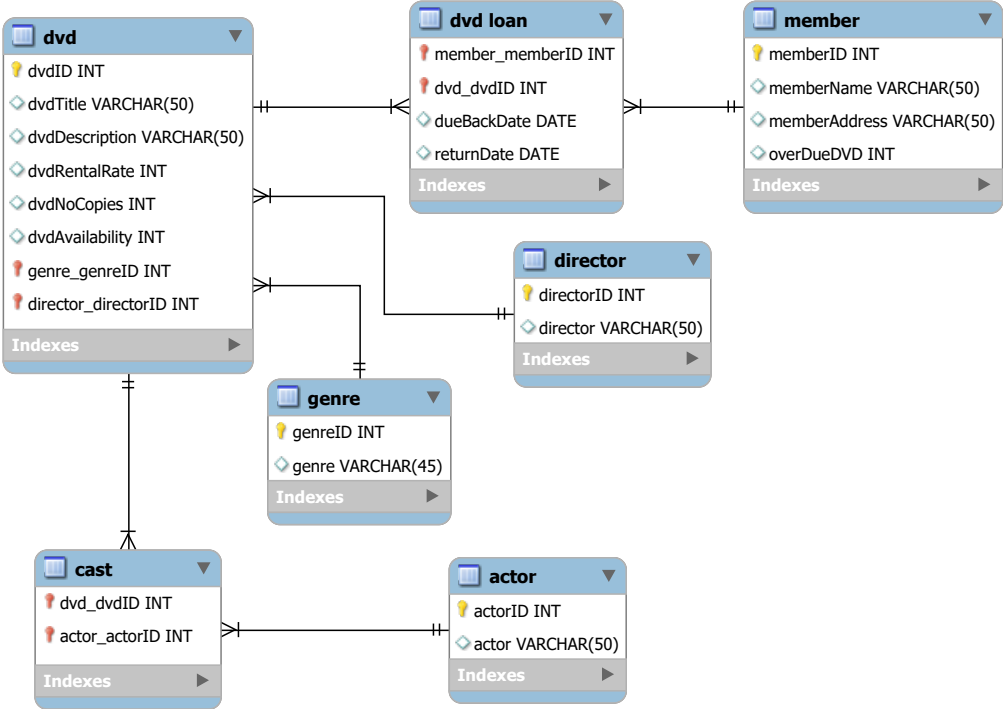 dvd
dvdID INT
dvdTitle VARCHAR(50)
dvdDescription VARCHAR(50)
dvdRentalRate INT
dvdNoCopies INT
dvdAvailability INT
genre_genreID INT
director_directorID INT
Indexes
dvd loan
member_memberID INT
dvd_dvdID INT
dueBackDate DATE
returnDate DATE
Indexes
member
memberID INT
memberName VARCHAR(50)
memberAddress VARCHAR(50)
overDueDVD INT
Indexes
director
directorID INT
director VARCHAR(50)
Indexes
genre
genreID INT
genre VARCHAR(45)
Indexes
cast
dvd_dvdID INT
actor_actorID INT
Indexes
actor
actorID INT
actor VARCHAR(50)
Indexes